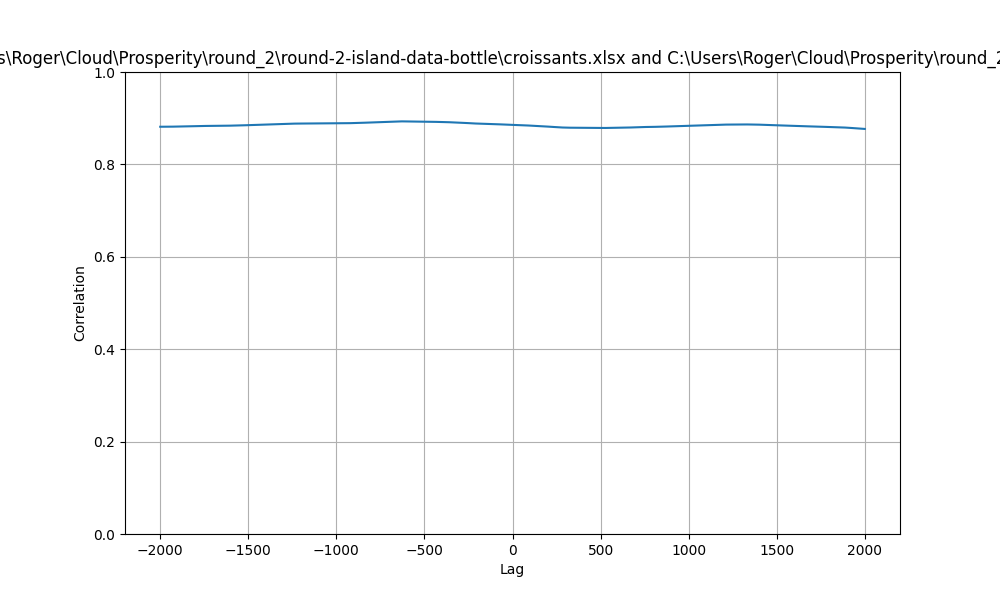 s\Roger\Cloud\Prosperity\round_2\round-2-island-data-bottle\croissants.xlsx and C:\Users\Roger\Cloud\Prosperity\round_2
1.0
0.8
0.6
0.4
0.2
0.0
Correlation
−2000 −1500 −1000 −500 0 500 1000 1500 2000
Lag